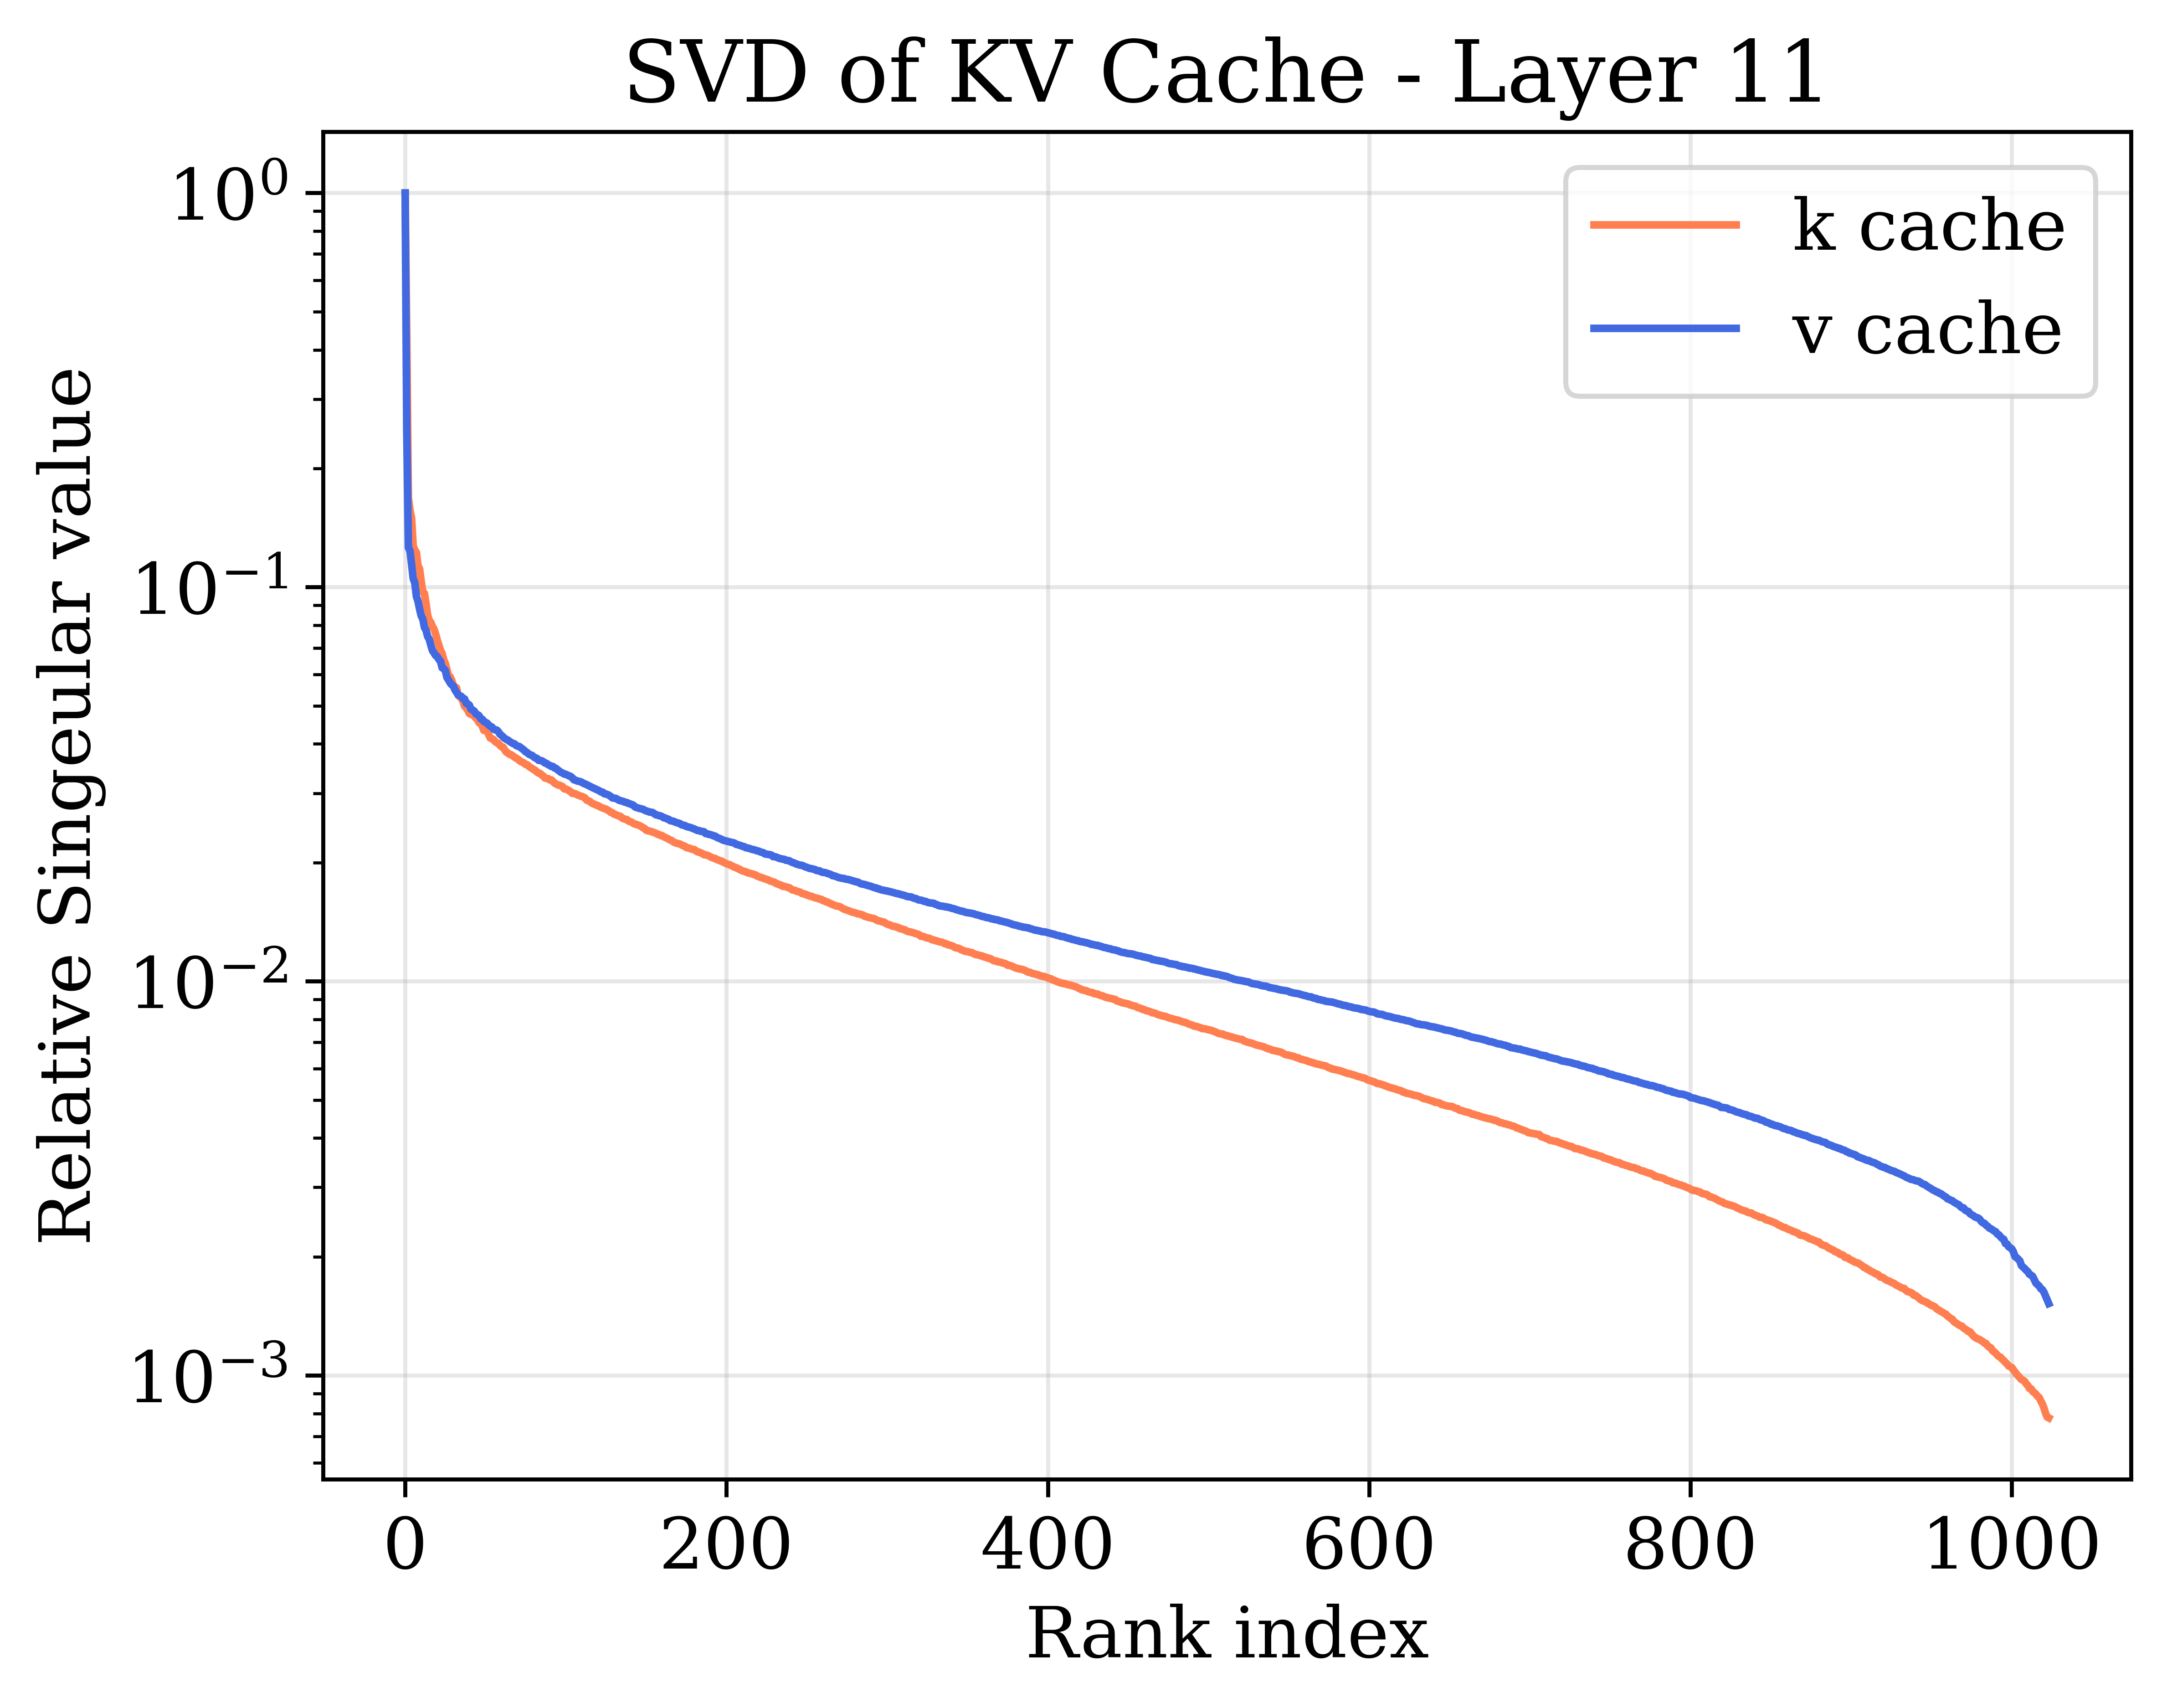 SVD of KV Cache - Layer 11
10⁰
10⁻¹
10⁻²
10⁻³
Relative Singeular value
k cache
v cache
0 200 400 600 800 1000
Rank index